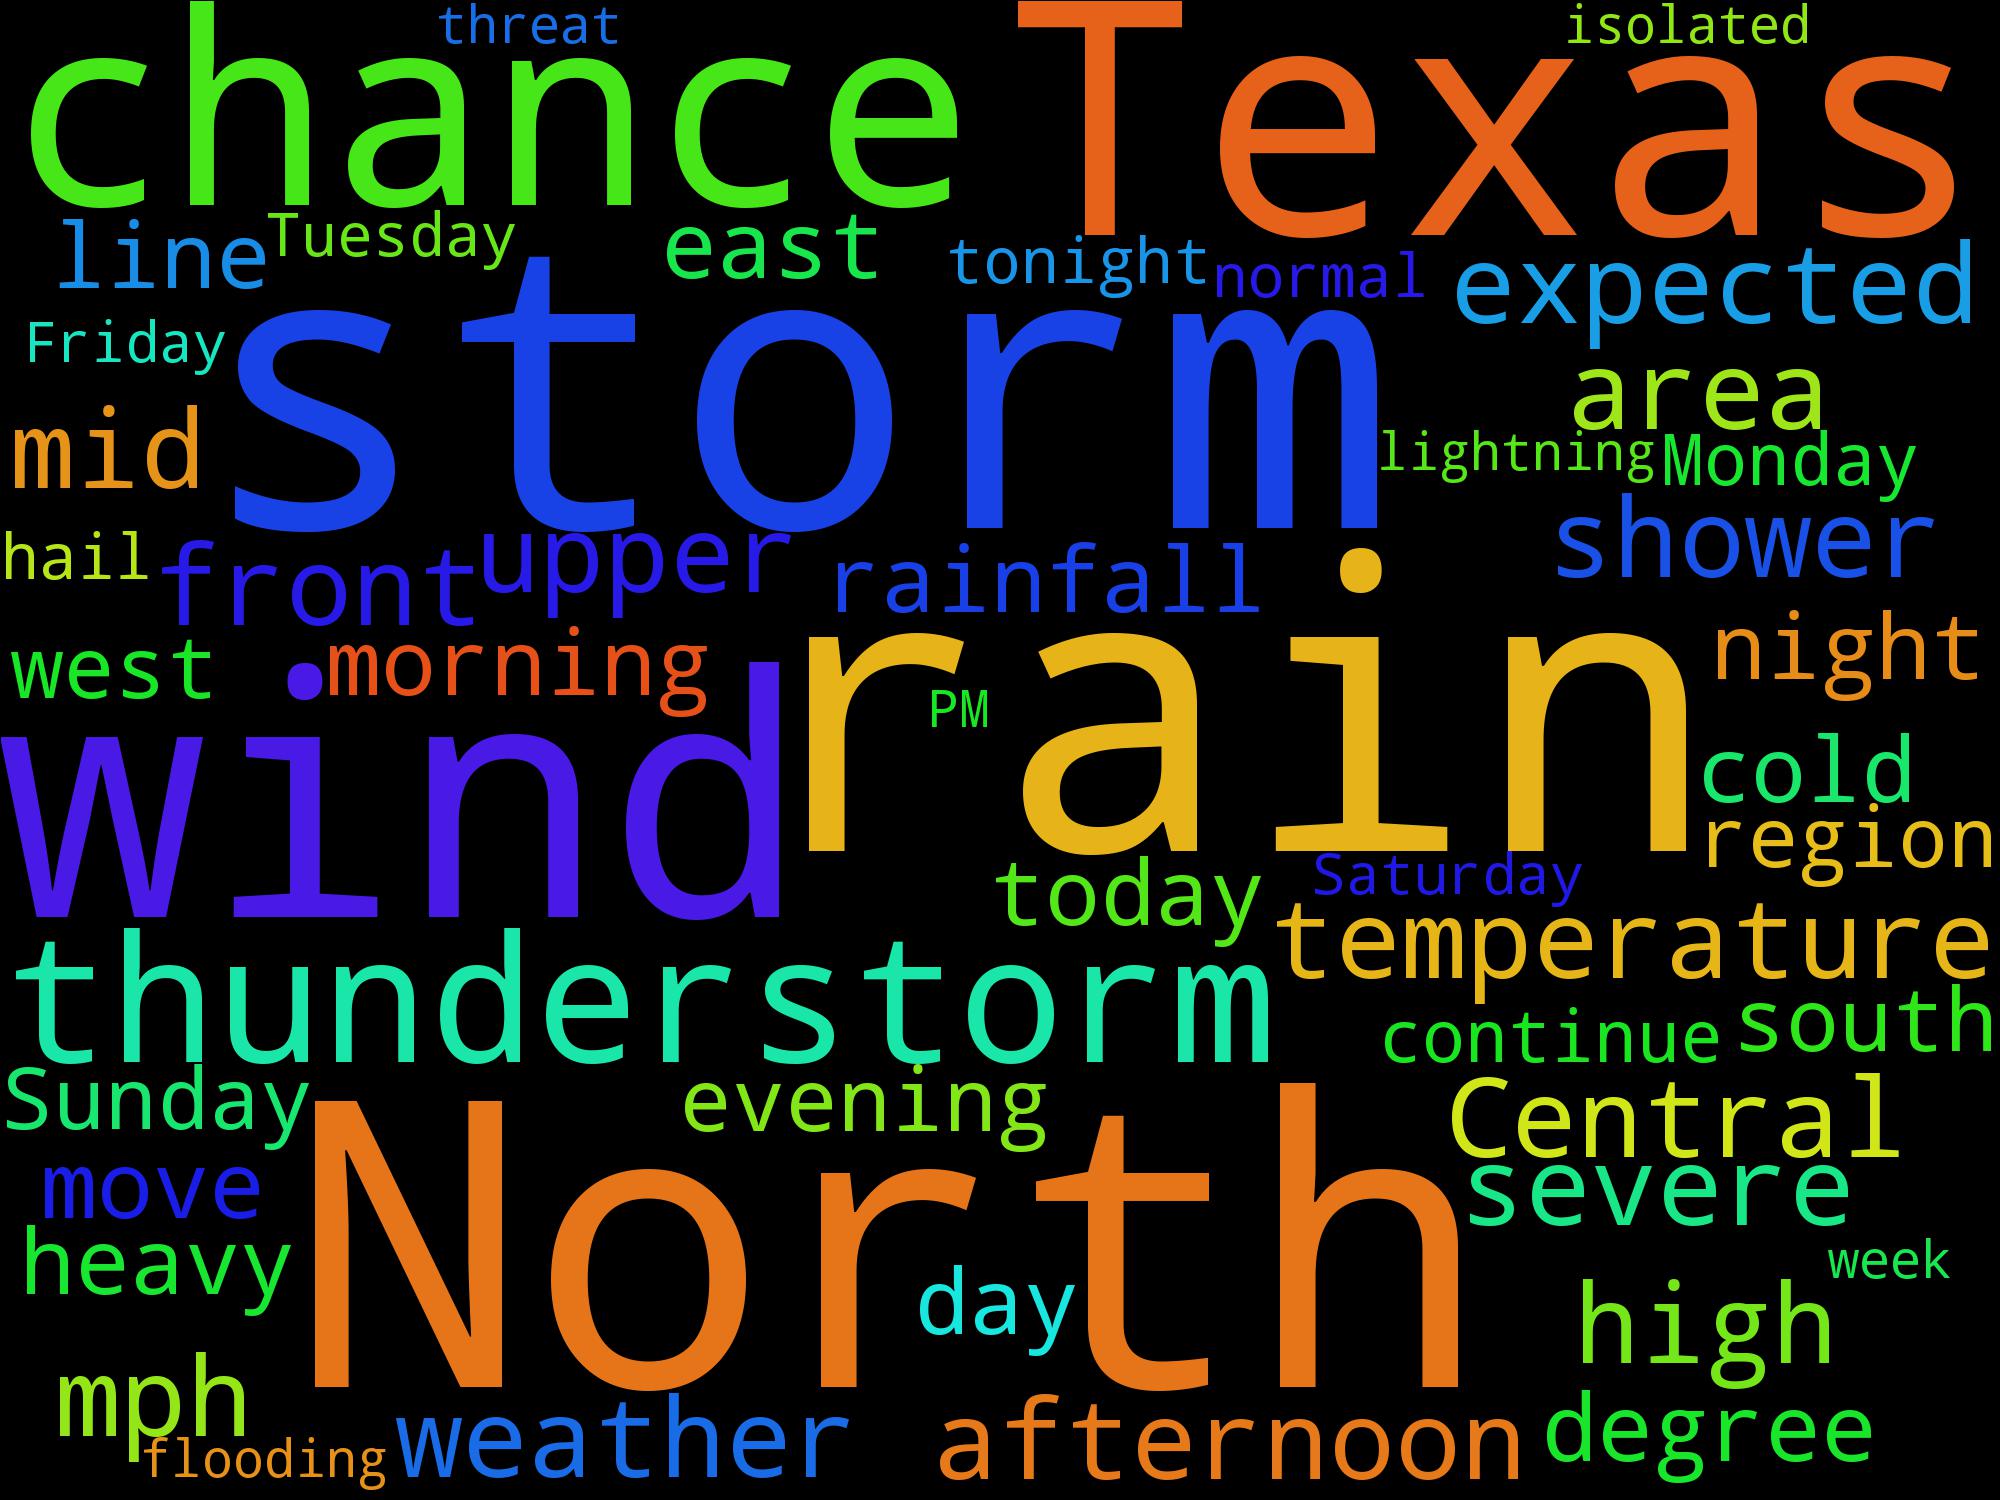 threat
isolated
chance
Texas
line
Tuesday
east
tonight
normal
expected
Friday
storm
area
mid
lightning
Monday
hail
front
upper
rainfall
shower
west
morning
rain
night
PM
wind
cold
region
today
Saturday
thunderstorm
temperature
continue
south
Sunday
evening
Central
move
North
severe
heavy
day
week
high
mph
flooding
weather
afternoon
degree